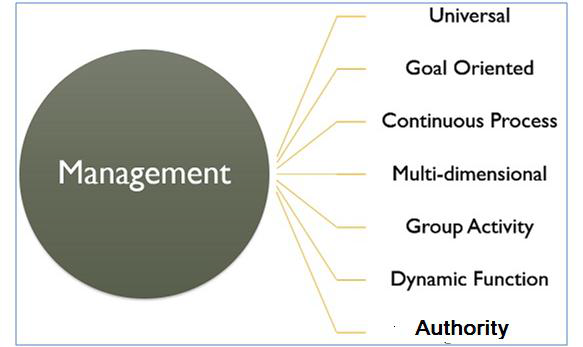 Management
Universal
Goal Oriented
Continuous Process
Multi-dimensional
Group Activity
Dynamic Function
Authority